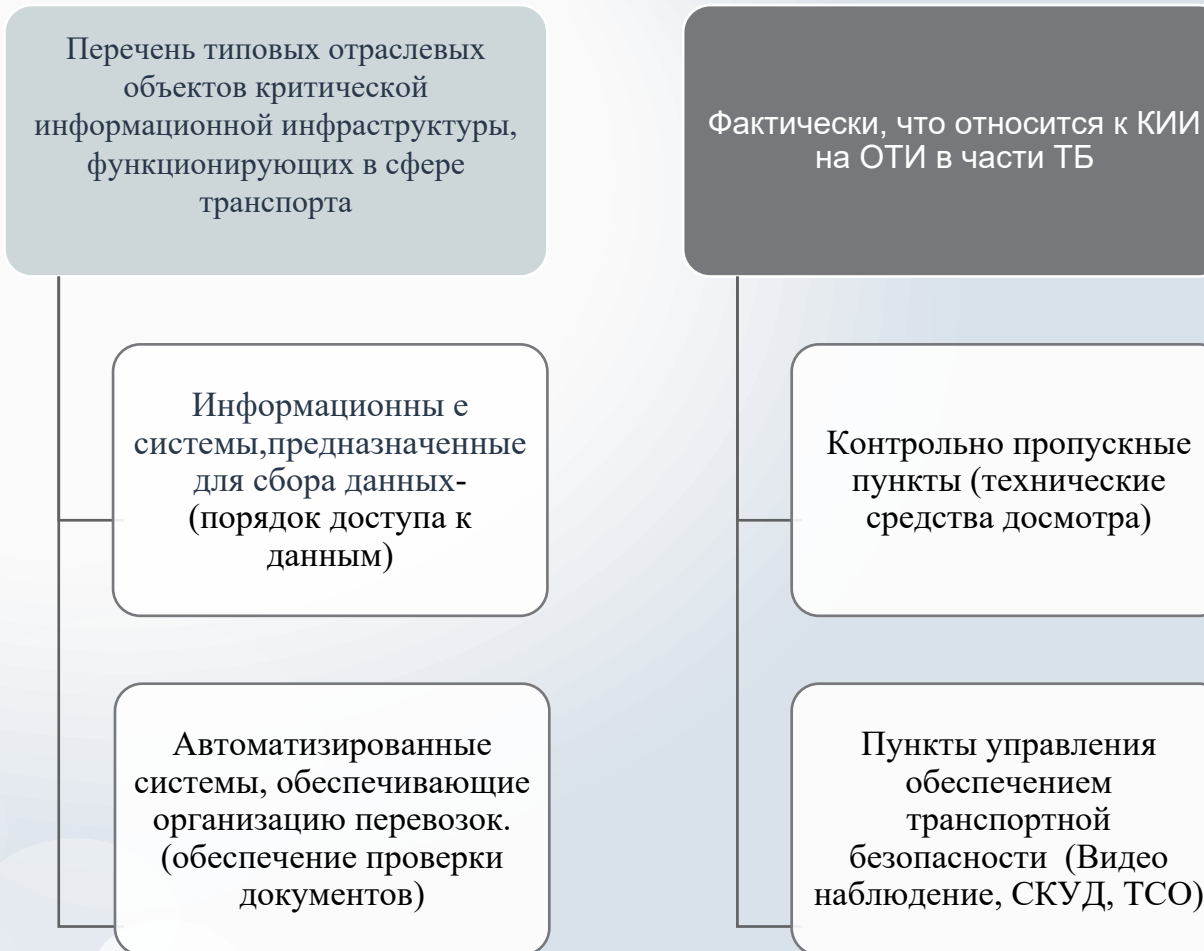 Перечень типовых отраслевых
объектов критической
информационной инфраструктуры,
функционирующих в сфере
транспорта
Информационны е
системы,предназначенные
для сбора данных-
(порядок доступа к
данным)
Автоматизированные
системы, обеспечивающие
организацию перевозок.
(обеспечение проверки
документов)
Фактически, что относится к КИИ
на ОТИ в части ТБ
Контрольно пропускные
пункты (технические
средства досмотра)
Пункты управления
обеспечением
транспортной
безопасности (Видео
наблюдение, СКУД, ТСО)